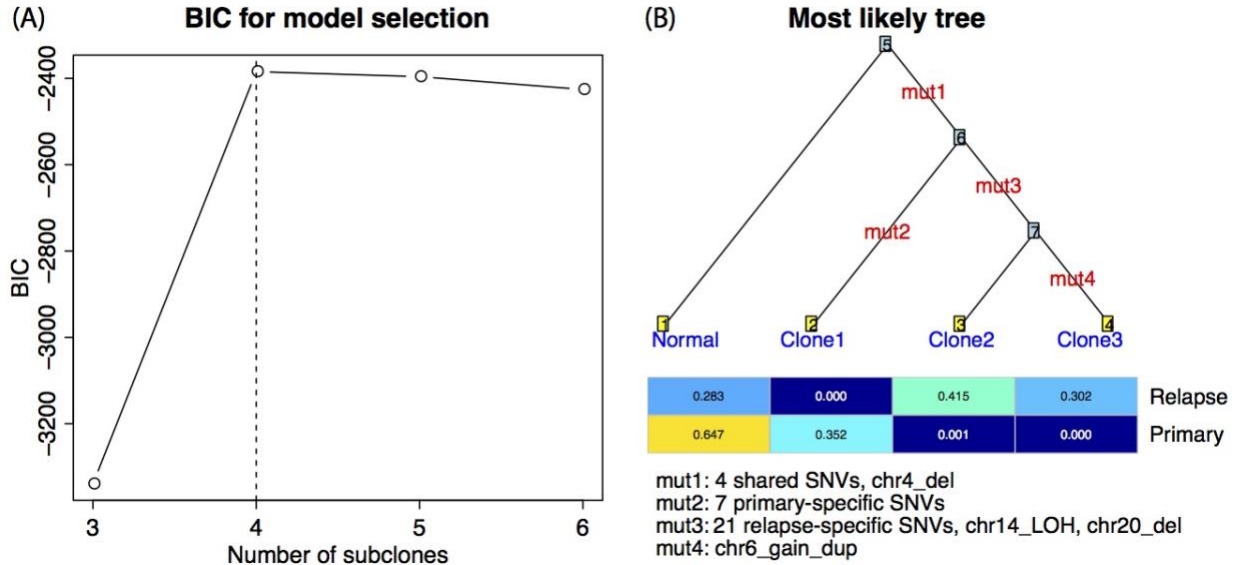 (A)
BIC for model selection
-2400
-2600
-2800
-3000
-3200
BIC
3 4 5 6
Number of subclones
(B)
Most likely tree
5
mut1
6
mut3
mut2
7
mut4
1 2 3 4
Normal Clone1 Clone2 Clone3
0.283 0.000 0.415 0.302 Relapse
0.647 0.352 0.001 0.000 Primary
mut1: 4 shared SNVs, chr4_del
mut2: 7 primary-specific SNVs
mut3: 21 relapse-specific SNVs, chr14_LOH, chr20_del
mut4: chr6_gain_dup